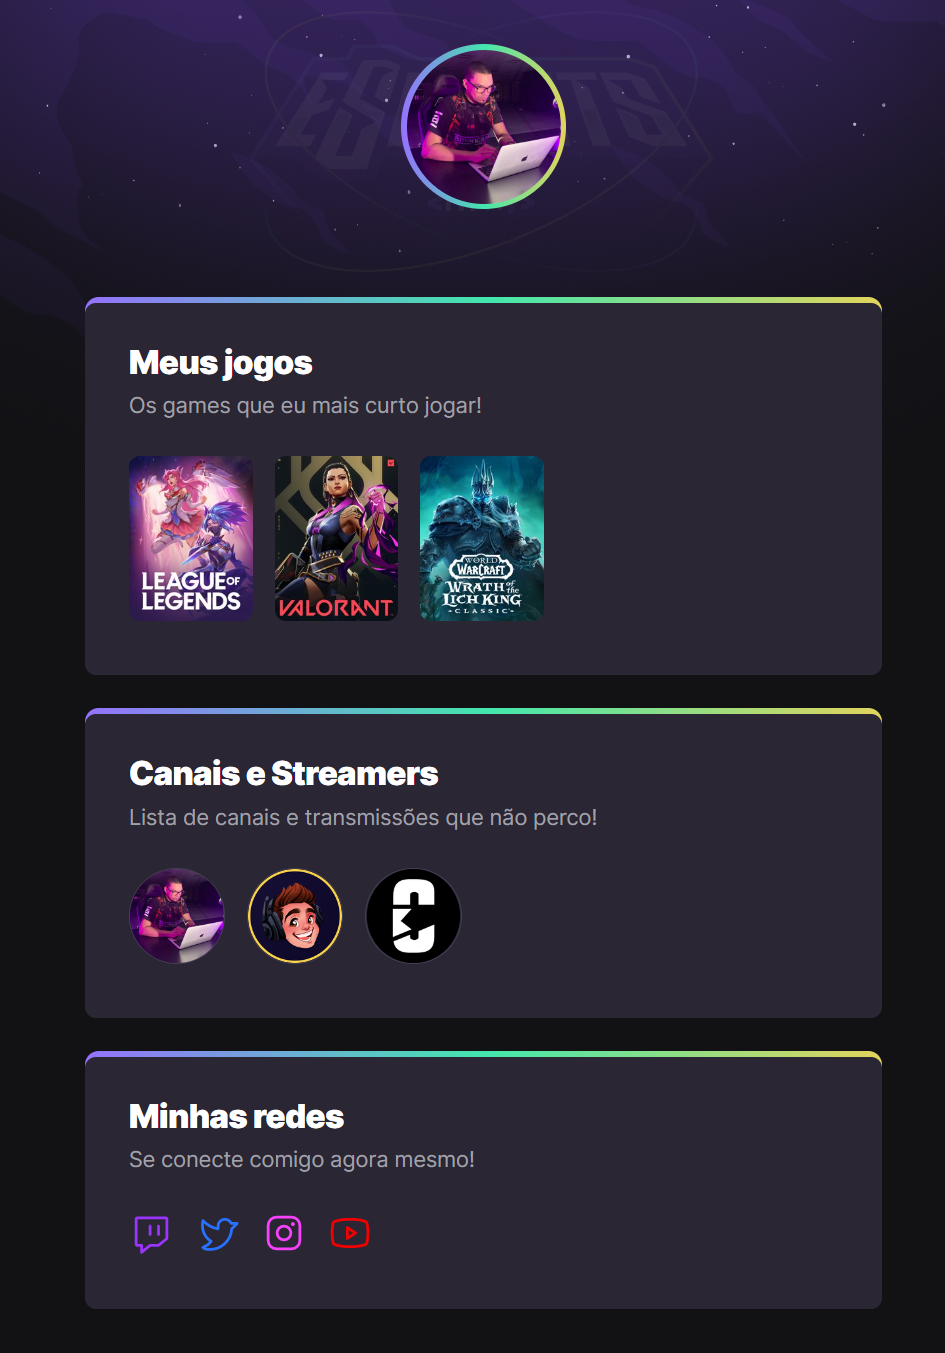 ESPORTS
Meus jogos
Os games que eu mais curto jogar!
LEAGUE OF
LEGENDS
VALORANT
WORLD
WARCRAFT
WRATH of the
LICH KING
CLASSIC
Canais e Streamers
Lista de canais e transmissões que não perco!
Minhas redes
Se conecte comigo agora mesmo!